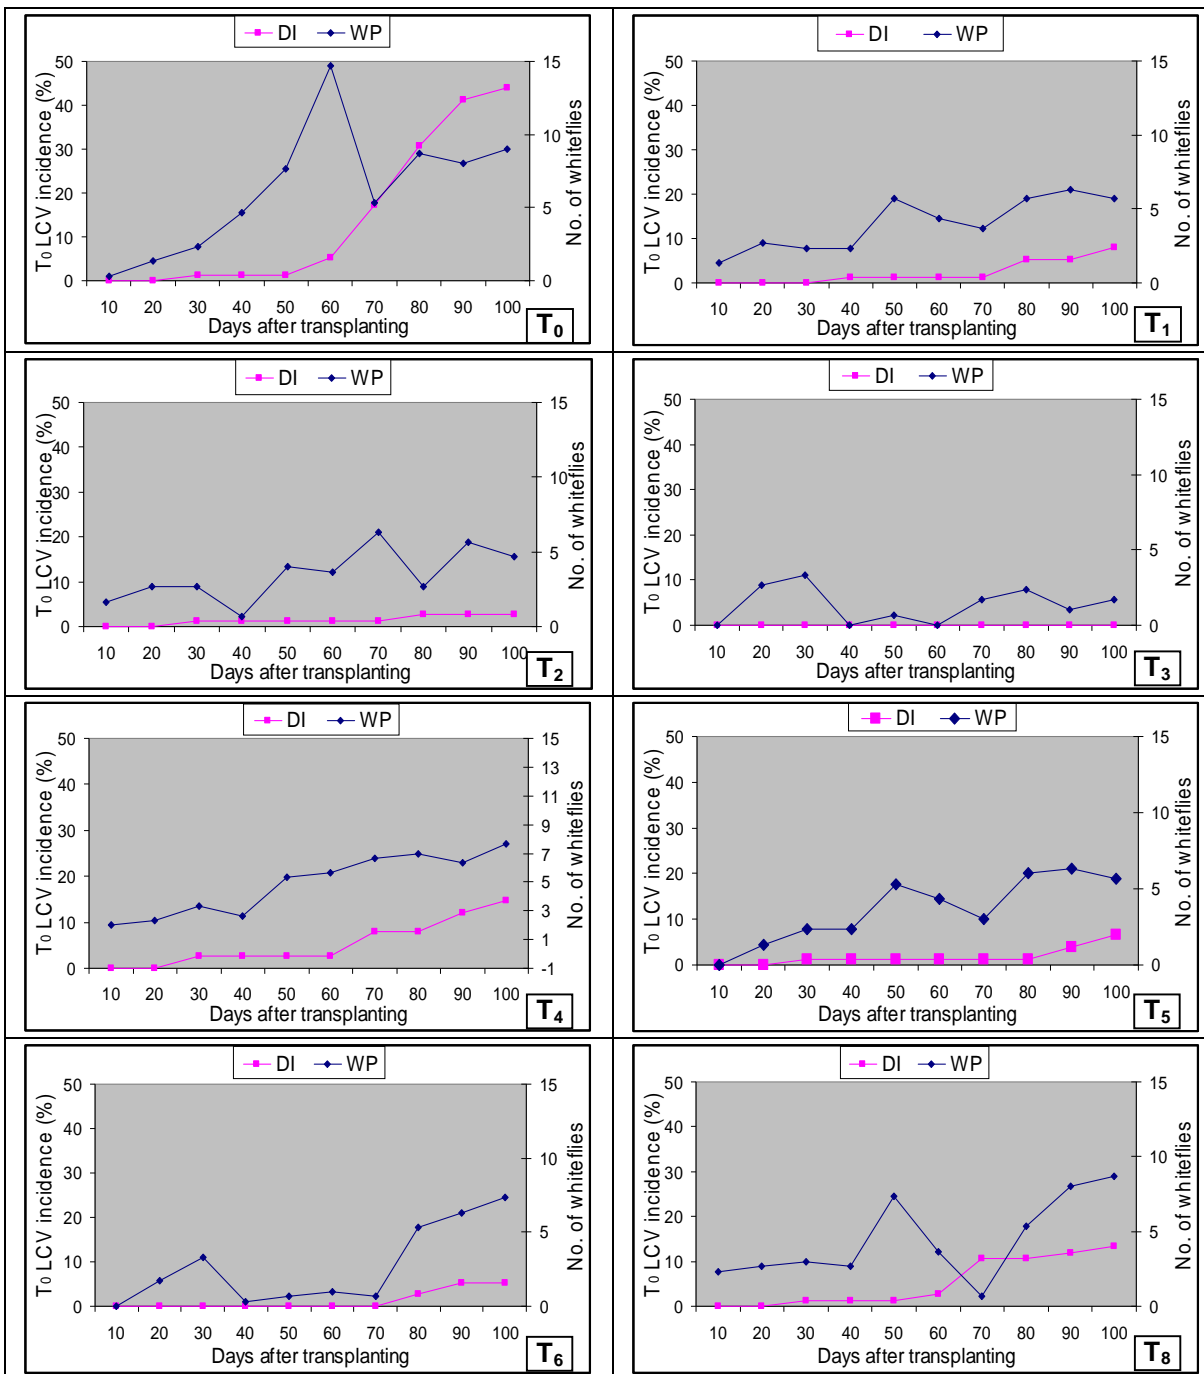 DI WP
50
40
30
20
10
0
15
10
5
0
T₀ LCV incidence (%)
No. of whiteflies
10 20 30 40 50 60 70 80 90 100
Days after transplanting
T₀
DI WP
50
40
30
20
10
0
15
10
5
0
T₀ LCV incidence (%)
No. of whiteflies
10 20 30 40 50 60 70 80 90 100
Days after transplanting
T₁
DI WP
50
40
30
20
10
0
15
10
5
0
T₀ LCV incidence (%)
No. of whiteflies
10 20 30 40 50 60 70 80 90 100
Days after transplanting
T₂
DI WP
50
40
30
20
10
0
15
10
5
0
T₀ LCV incidence (%)
No. of whiteflies
10 20 30 40 50 60 70 80 90 100
Days after transplanting
T₃
DI WP
50
40
30
20
10
0
15
13
11
9
7
5
3
1
-1
T₀ LCV incidence (%)
No. of whiteflies
10 20 30 40 50 60 70 80 90 100
Days after transplanting
T₄
DI WP
50
40
30
20
10
0
15
10
5
0
T₀ LCV incidence (%)
No. of whiteflies
10 20 30 40 50 60 70 80 90 100
Days after transplanting
T₅
DI WP
50
40
30
20
10
0
15
10
5
0
T₀ LCV incidence (%)
No. of whiteflies
10 20 30 40 50 60 70 80 90 100
Days after transplanting
T₆
DI WP
50
40
30
20
10
0
15
10
5
0
T₀ LCV incidence (%)
No. of whiteflies
10 20 30 40 50 60 70 80 90 100
Days after transplanting
T₈